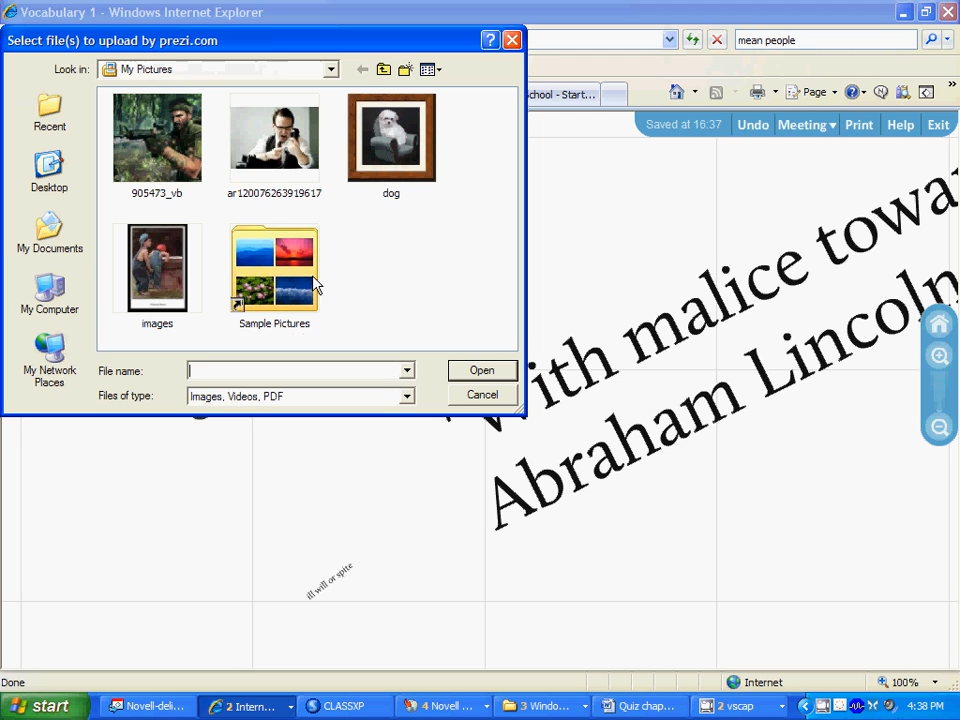 Vocabulary 1 - Windows Internet Explorer
Select file(s) to upload by prezi.com
mean people
Look in:
My Pictures
chool - Start...
Page
Saved at 16:37
Undo
Meeting
Print
Help
Exit
Recent
Desktop
My Documents
My Computer
My Network
Places
905473_vb
ar120076263919617
dog
images
Sample Pictures
File name:
Open
Files of type:
Images, Videos, PDF
Cancel
"With malice towa
Abraham Lincoln
ill will or spite
Done
Internet
100%
start
Novell-deli...
2 Intern...
CLASSXP
4 Novell ...
3 Windo...
Quiz chap...
2 vscap
4:38 PM